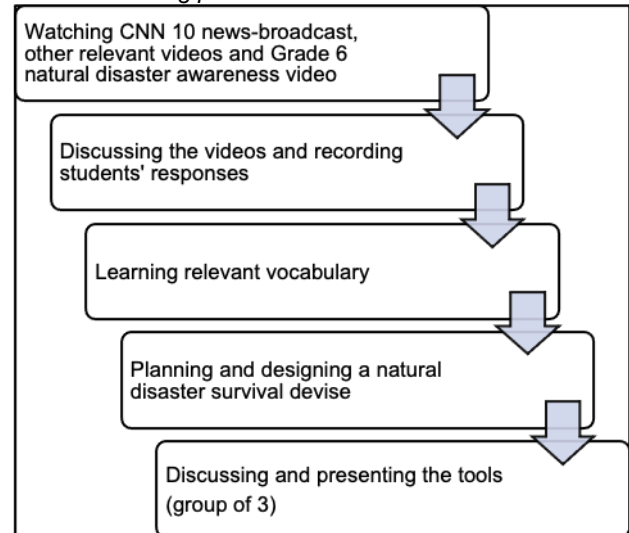 Watching CNN 10 news-broadcast,
other relevant videos and Grade 6
natural disaster awareness video
Discussing the videos and recording
students' responses
Learning relevant vocabulary
Planning and designing a natural
disaster survival devise
Discussing and presenting the tools
(group of 3)